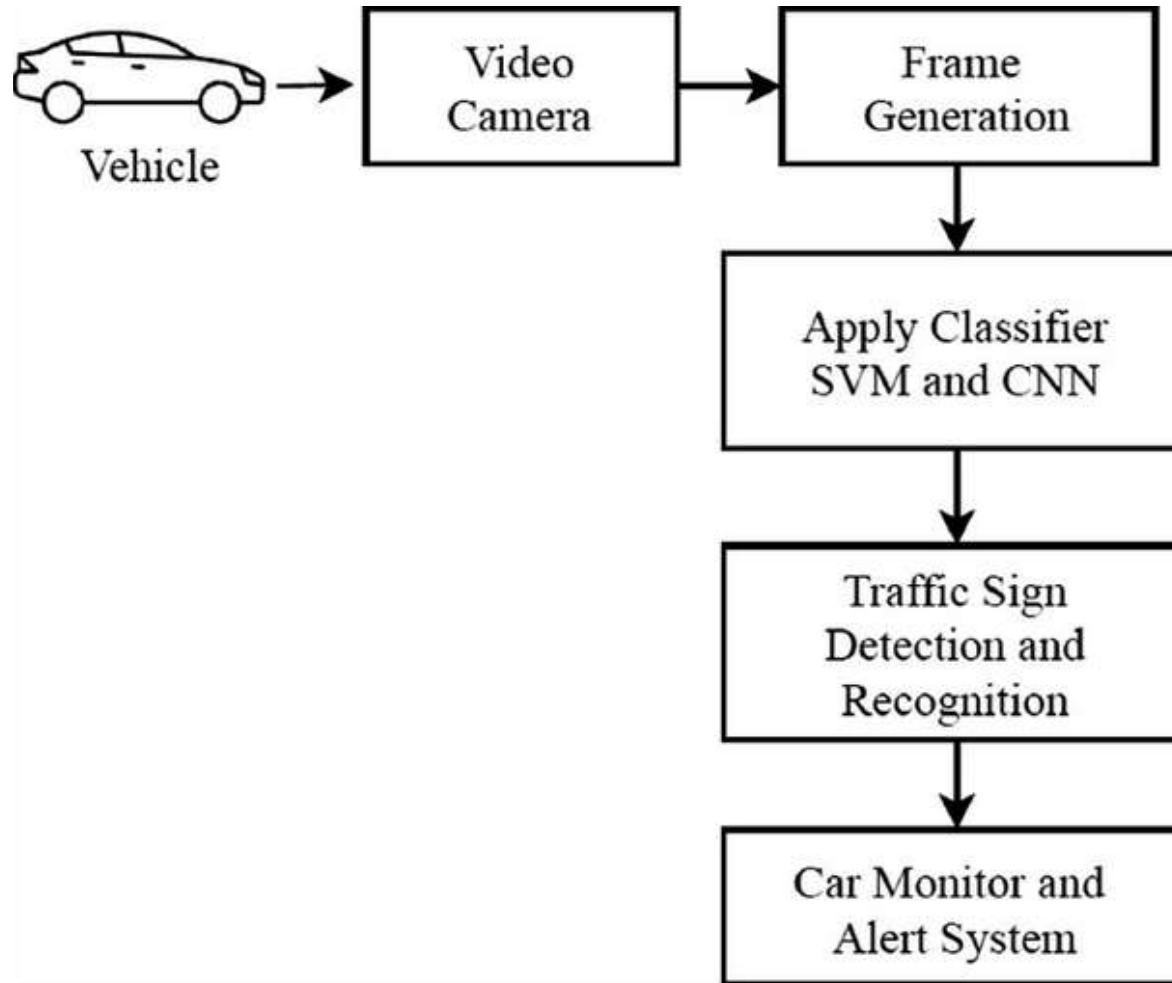 Video
Camera
Frame
Generation
Vehicle
Apply Classifier
SVM and CNN
Traffic Sign
Detection and
Recognition
Car Monitor and
Alert System